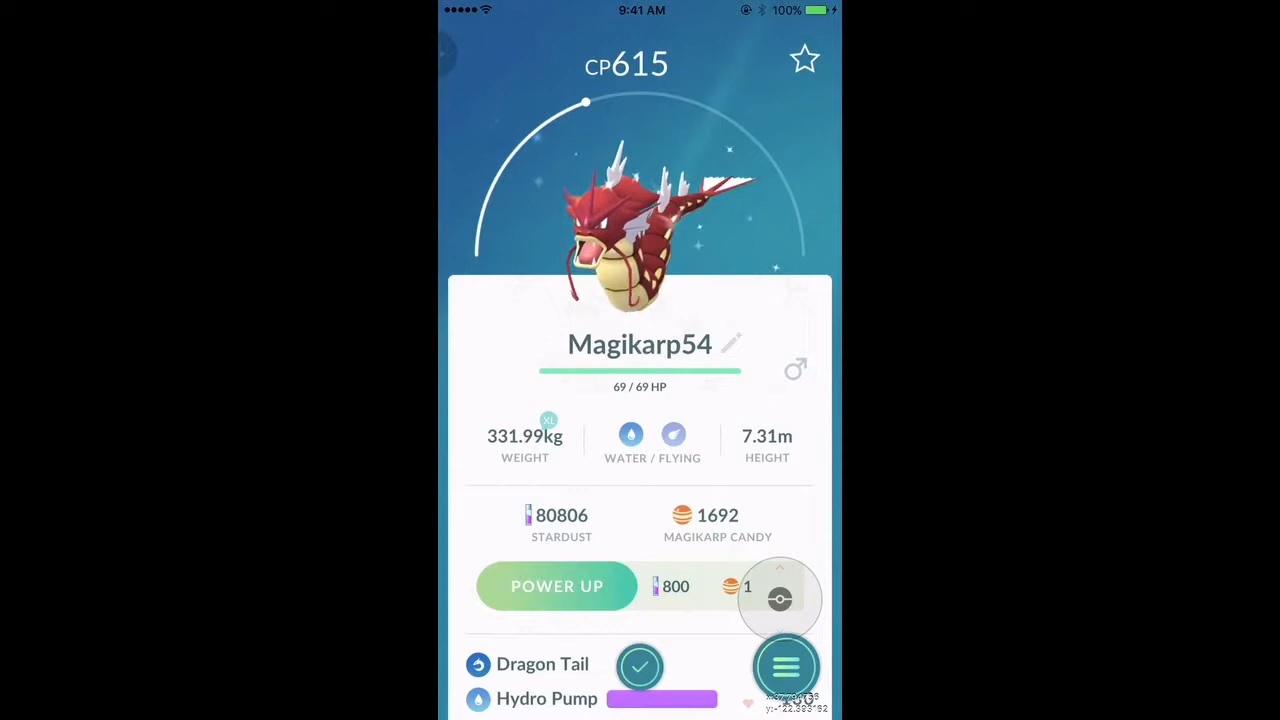 9:41 AM
100%
CP615
Magikarp54
69 / 69 HP
XL
331.99kg
WEIGHT
WATER / FLYING
7.31m
HEIGHT
80806
STARDUST
1692
MAGIKARP CANDY
POWER UP
800
1
Dragon Tail
Hydro Pump